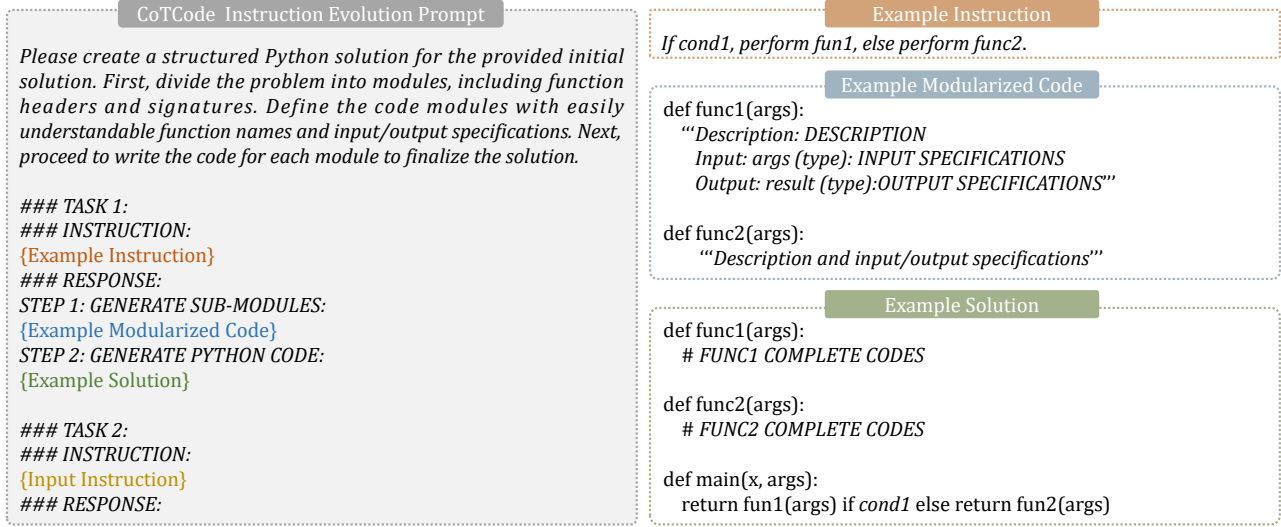 CoTCode  Instruction Evolution Prompt
Please create a structured Python solution for the provided initial
solution. First, divide the problem into modules, including function
headers and signatures. Define the code modules with easily
understandable function names and input/output specifications. Next,
proceed to write the code for each module to finalize the solution.
### TASK 1:
### INSTRUCTION:
{Example Instruction}
### RESPONSE:
STEP 1: GENERATE SUB-MODULES:
{Example Modularized Code}
STEP 2: GENERATE PYTHON CODE:
{Example Solution}
### TASK 2:
### INSTRUCTION:
{Input Instruction}
### RESPONSE:
Example Instruction
If cond1, perform fun1, else perform func2.
Example Modularized Code
def func1(args):
‘‘‘Description: DESCRIPTION
Input: args (type): INPUT SPECIFICATIONS
Output: result (type):OUTPUT SPECIFICATIONS’’’
def func2(args):
‘‘‘Description and input/output specifications’’’
Example Solution
def func1(args):
# FUNC1 COMPLETE CODES
def func2(args):
# FUNC2 COMPLETE CODES
def main(x, args):
return fun1(args) if cond1 else return fun2(args)